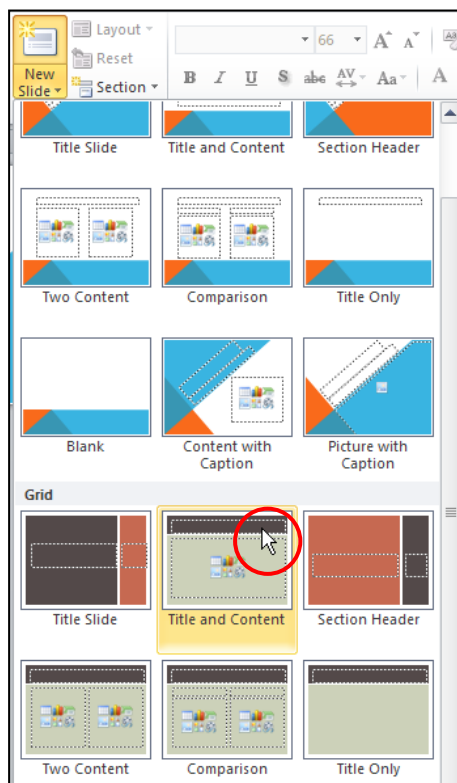 Layout
66
A A
Reset
New
Slide
Section
B I U S abc AV Aa A
Title Slide
Title and Content
Section Header
Two Content
Comparison
Title Only
Blank
Content with
Caption
Picture with
Caption
Grid
Title Slide
Title and Content
Section Header
Two Content
Comparison
Title Only